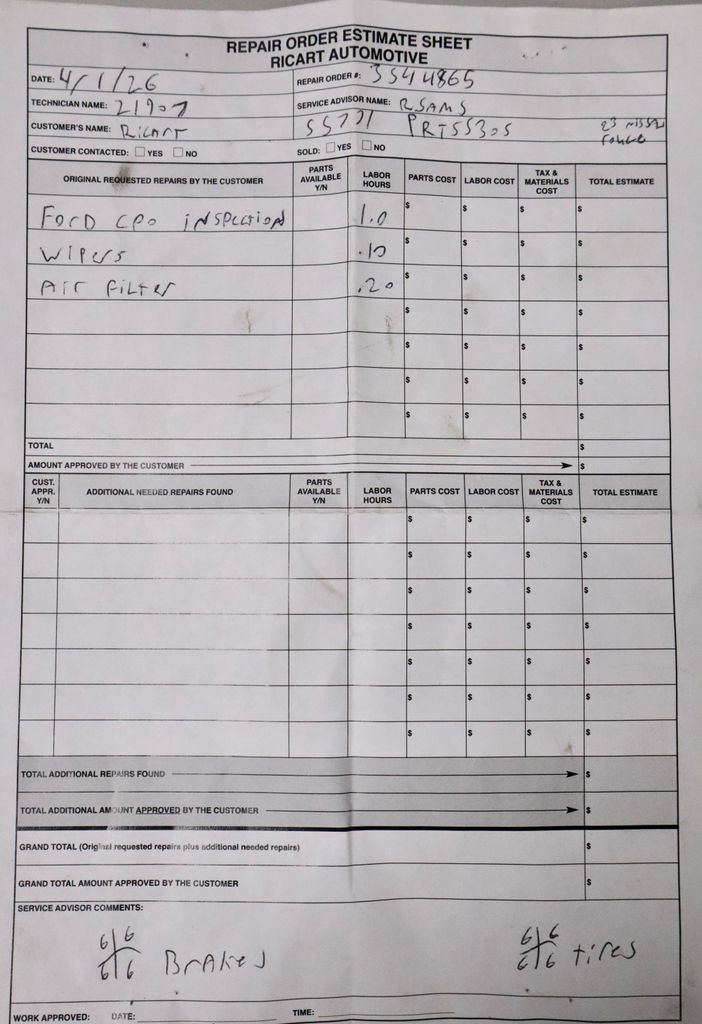 REPAIR ORDER ESTIMATE SHEET
RICART AUTOMOTIVE
DATE: 4/1/26 REPAIR ORDER #: 3544865
TECHNICIAN NAME: 21907 SERVICE ADVISOR NAME: RSAMS
CUSTOMER'S NAME: Ricart SS771 PRTSS305 23 NISSAN
CUSTOMER CONTACTED: YES NO SOLD: YES NO
ORIGINAL REQUESTED REPAIRS BY THE CUSTOMER PARTS AVAILABLE Y/N LABOR HOURS PARTS COST LABOR COST TAX & MATERIALS COST TOTAL ESTIMATE
FORD CPO INSPECTION 1.0 $ $ $ $
WIPErs .10 $ $ $ $
AIr FILTEr .20 $ $ $ $
$ $ $ $
$ $ $ $
$ $ $ $
$ $ $ $
TOTAL $
AMOUNT APPROVED BY THE CUSTOMER $
CUST. APPR. Y/N ADDITIONAL NEEDED REPAIRS FOUND PARTS AVAILABLE Y/N LABOR HOURS PARTS COST LABOR COST TAX & MATERIALS COST TOTAL ESTIMATE
$ $ $ $
$ $ $ $
$ $ $ $
$ $ $ $
$ $ $ $
$ $ $ $
$ $ $ $
TOTAL ADDITIONAL REPAIRS FOUND $
TOTAL ADDITIONAL AMOUNT APPROVED BY THE CUSTOMER $
GRAND TOTAL (Original requested repairs plus additional needed repairs) $
GRAND TOTAL AMOUNT APPROVED BY THE CUSTOMER $
SERVICE ADVISOR COMMENTS:
6 6 6 6
6 6 BrAkes 6 6 tires
WORK APPROVED: DATE: TIME: